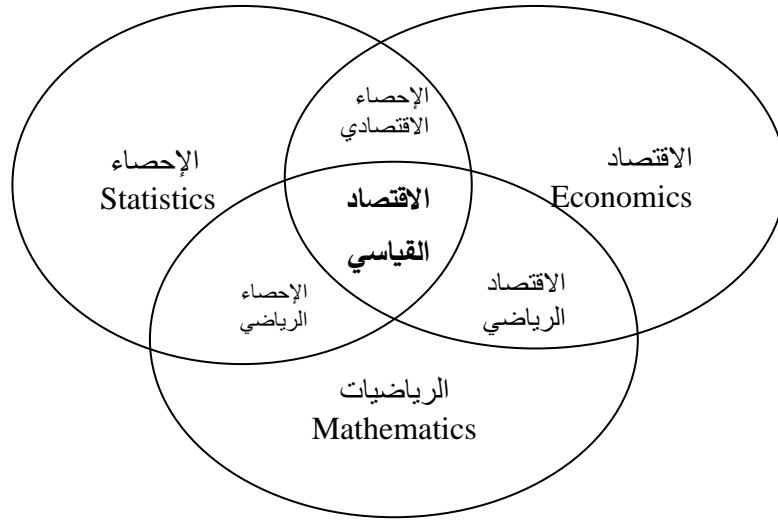 الإحصاء
الاقتصادي
الإحصاء
Statistics
الاقتصاد
Economics
الاقتصاد
القياسي
الإحصاء
الرياضي
الاقتصاد
الرياضي
الرياضيات
Mathematics